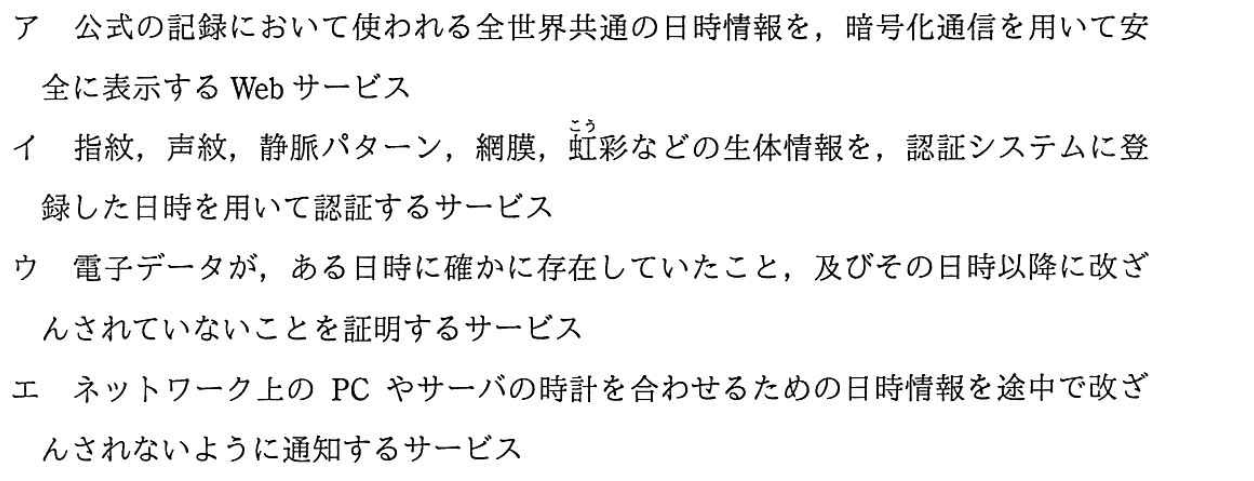 ア 公式の記録において使われる全世界共通の日時情報を，暗号化通信を用いて安
全に表示する Web サービス
イ 指紋，声紋，静脈パターン，網膜，虹彩などの生体情報を，認証システムに登
録した日時を用いて認証するサービス
ウ 電子データが，ある日時に確かに存在していたこと，及びその日時以降に改ざ
んされていないことを証明するサービス
エ ネットワーク上の PC やサーバの時計を合わせるための日時情報を途中で改ざ
んされないように通知するサービス